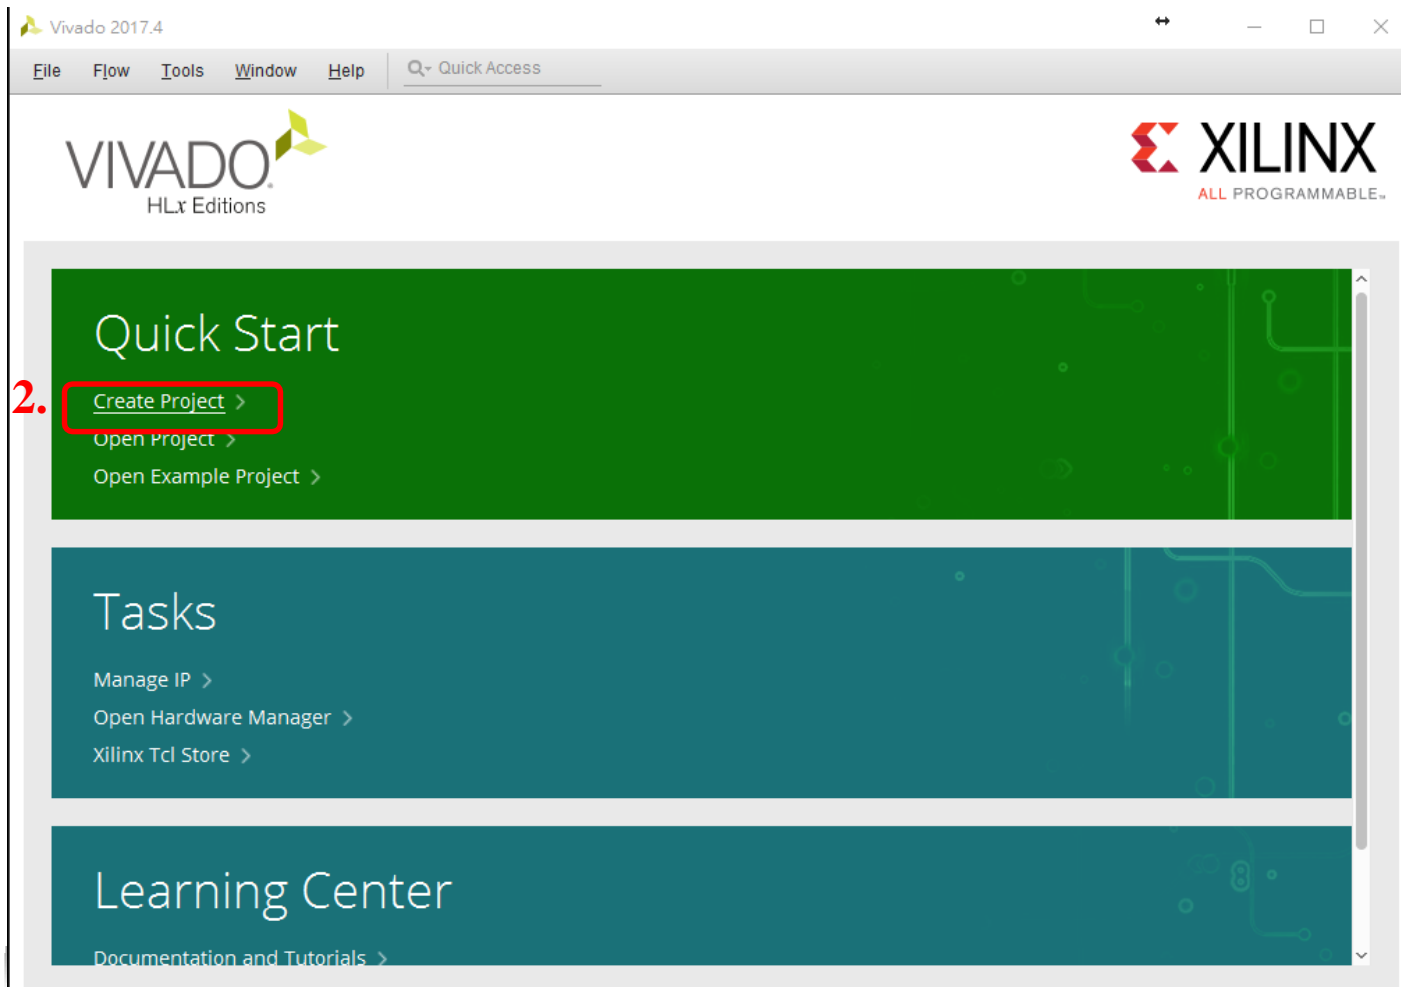 Vivado 2017.4
File Flow Tools Window Help Quick Access
VIVADO
HLx Editions
XILINX
ALL PROGRAMMABLE™
Quick Start
2. Create Project
Open Project
Open Example Project
Tasks
Manage IP
Open Hardware Manager
Xilinx Tcl Store
Learning Center
Documentation and Tutorials